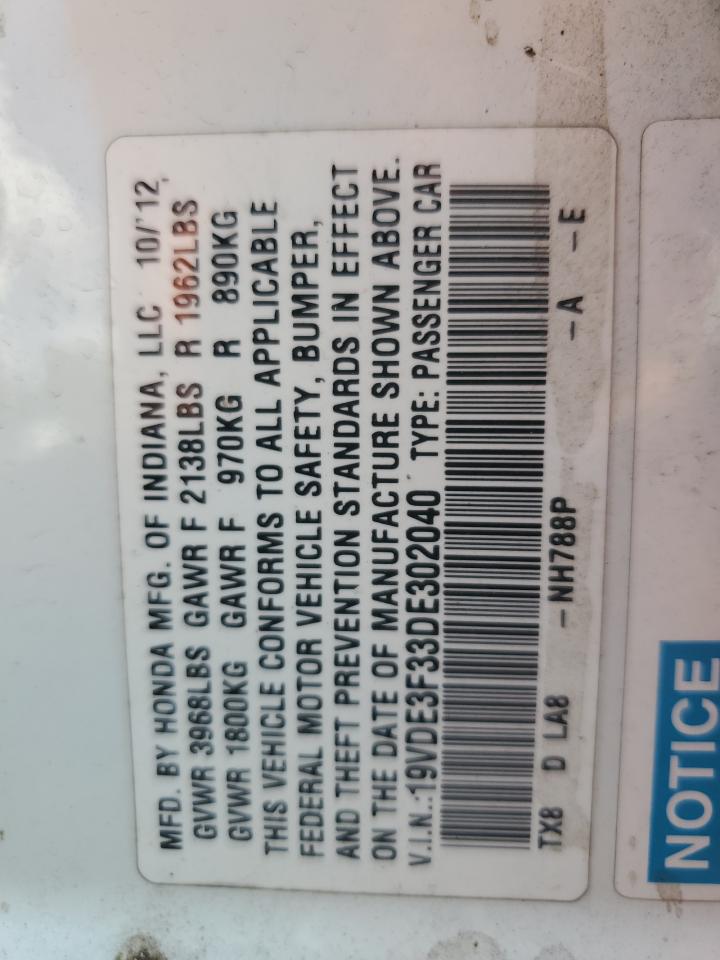 MFD. BY HONDA MFG. OF INDIANA, LLC 10/'12,
GVWR 3968LBS GAWR F 2138LBS R 1962LBS
GVWR 1800KG GAWR F 970KG R 890KG
THIS VEHICLE CONFORMS TO ALL APPLICABLE
FEDERAL MOTOR VEHICLE SAFETY, BUMPER,
AND THEFT PREVENTION STANDARDS IN EFFECT
ON THE DATE OF MANUFACTURE SHOWN ABOVE.
V.I.N.:19VDE3F33DE302040 TYPE: PASSENGER CAR
TX8 D LA8 -NH788P -A -E
NOTICE